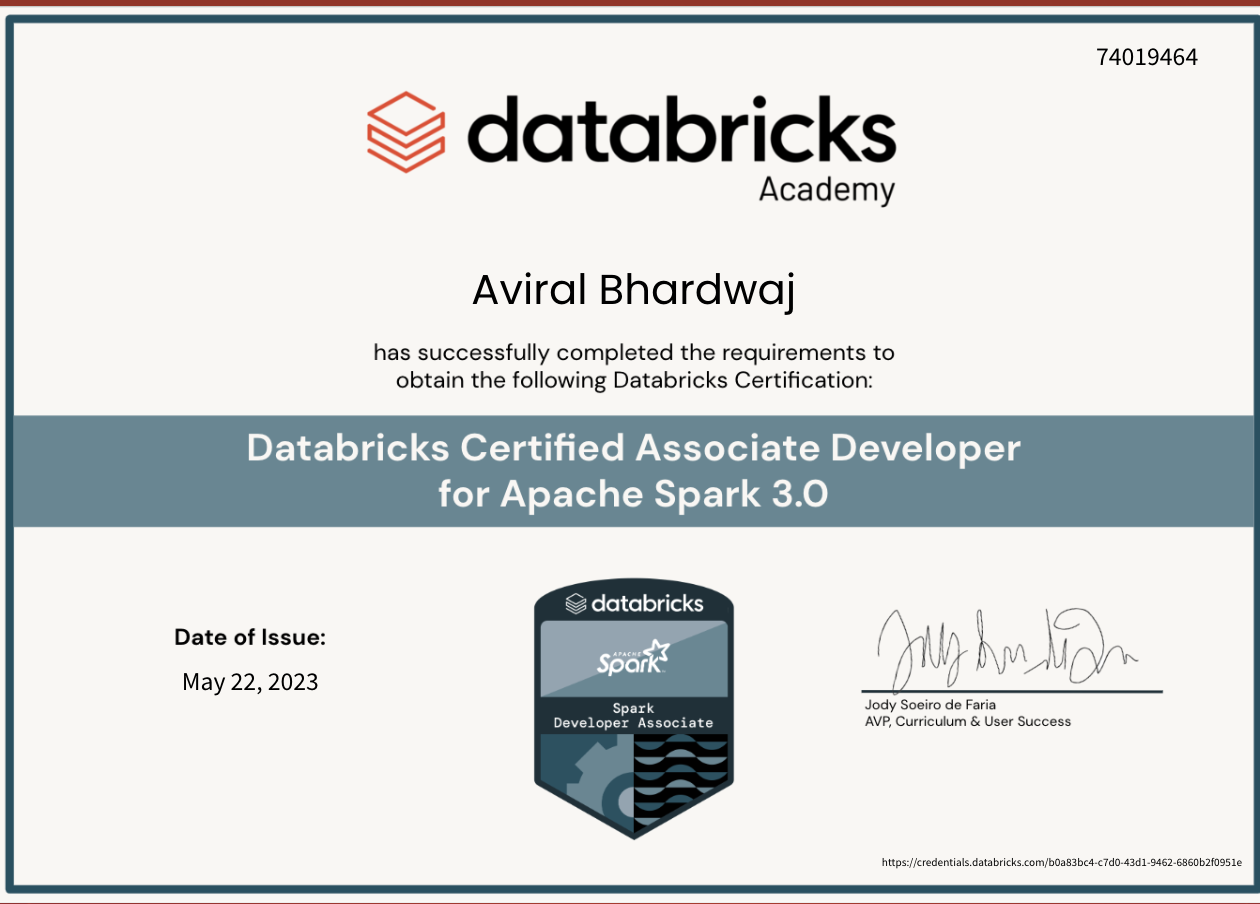 74019464
databricks
Academy
Aviral Bhardwaj
has successfully completed the requirements to
obtain the following Databricks Certification:
Databricks Certified Associate Developer
for Apache Spark 3.0
Date of Issue:
May 22, 2023
databricks
APACHE
Spark
Spark
Developer Associate
Jody Soeiro de Faria
AVP, Curriculum & User Success
https://credentials.databricks.com/b0a83bc4-c7d0-43d1-9462-6860b2f0951e